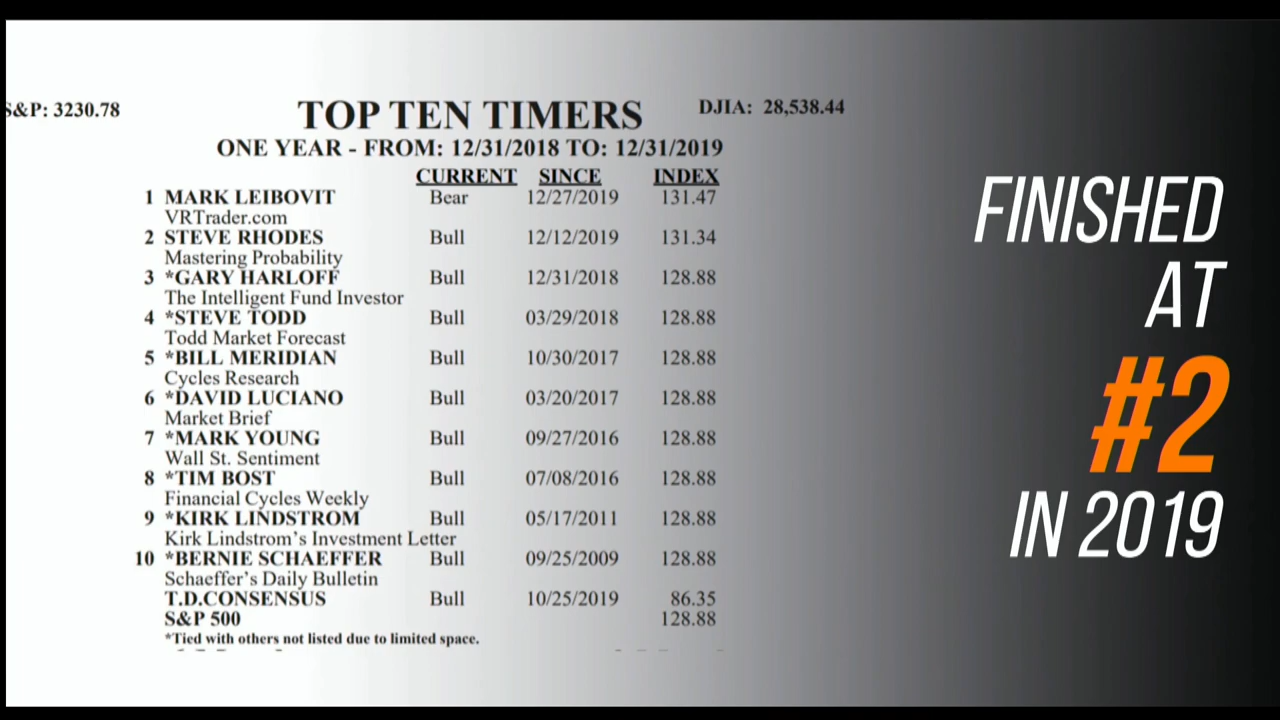 S&P: 3230.78
TOP TEN TIMERS
DJIA: 28,538.44
ONE YEAR - FROM: 12/31/2018 TO: 12/31/2019
CURRENT SINCE INDEX
1 MARK LEIBOVIT Bear 12/27/2019 131.47
VRTrader.com
2 STEVE RHODES Bull 12/12/2019 131.34
Mastering Probability
3 *GARY HARLOFF Bull 12/31/2018 128.88
The Intelligent Fund Investor
4 *STEVE TODD Bull 03/29/2018 128.88
Todd Market Forecast
5 *BILL MERIDIAN Bull 10/30/2017 128.88
Cycles Research
6 *DAVID LUCIANO Bull 03/20/2017 128.88
Market Brief
7 *MARK YOUNG Bull 09/27/2016 128.88
Wall St. Sentiment
8 *TIM BOST Bull 07/08/2016 128.88
Financial Cycles Weekly
9 *KIRK LINDSTROM Bull 05/17/2011 128.88
Kirk Lindstrom's Investment Letter
10 *BERNIE SCHAEFFER Bull 09/25/2009 128.88
Schaeffer's Daily Bulletin
T.D.CONSENSUS Bull 10/25/2019 86.35
S&P 500 128.88
*Tied with others not listed due to limited space.
FINISHED
AT
#2
IN 2019